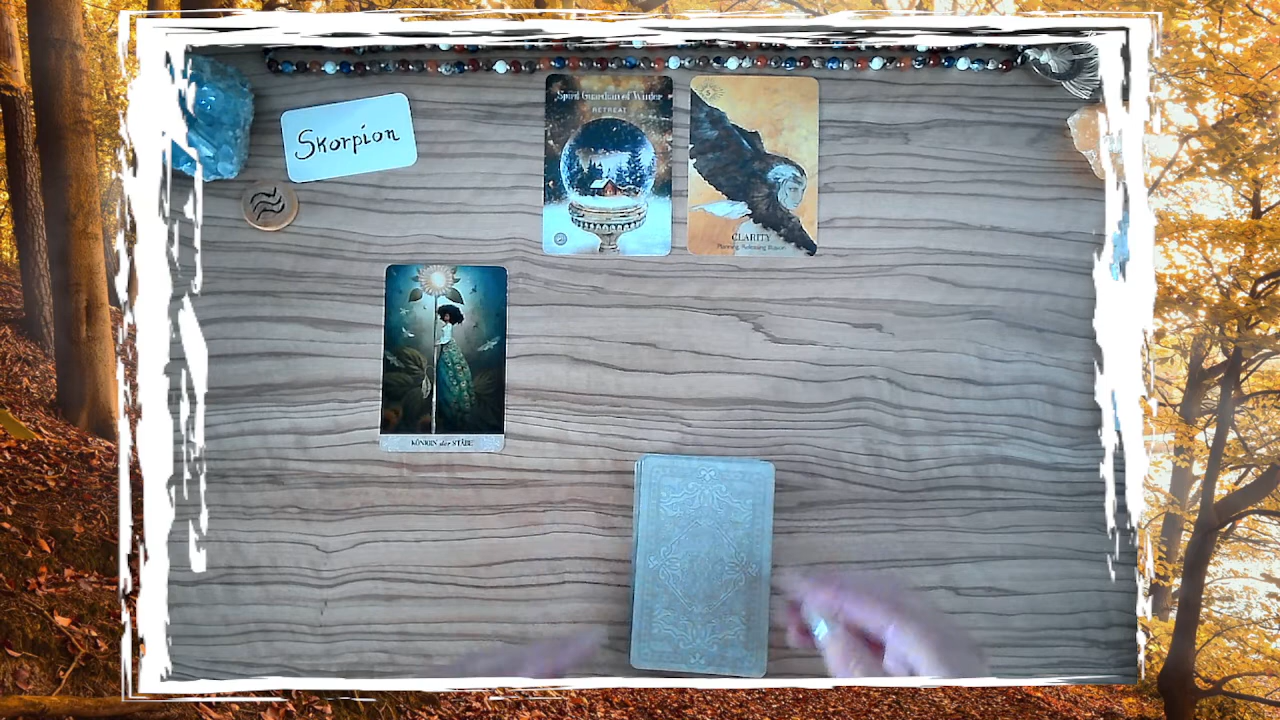 Skorpion
Spirit Guardian of Winter
RETREAT
CLARITY
Planning, Releasing Illusion
KÖNIGIN der STÄBE